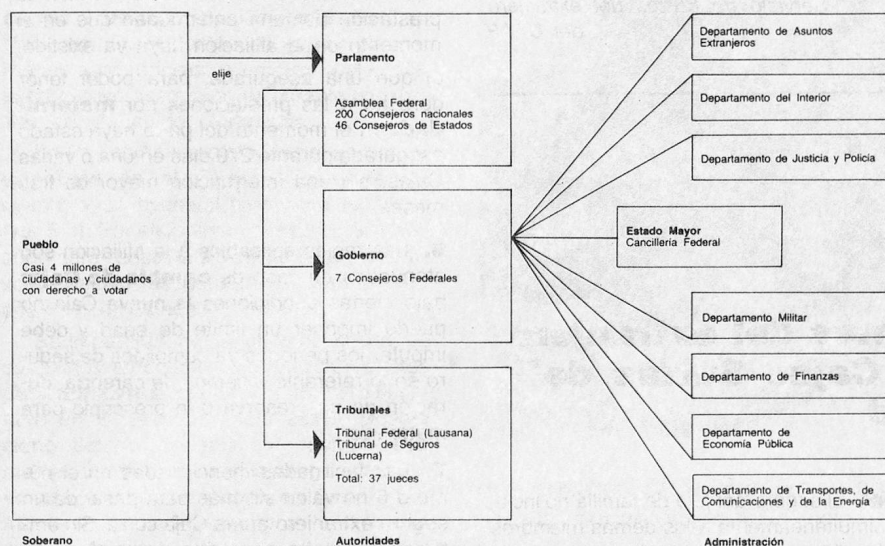 Pueblo
Casi 4 millones de
ciudadanas y ciudadanos
con derecho a votar
Soberano
elije
Parlamento
Asamblea Federal
200 Consejeros nacionales
46 Consejeros de Estados
Gobierno
7 Consejeros Federales
Tribunales
Tribunal Federal (Lausana)
Tribunal de Seguros
(Lucerna)
Total: 37 jueces
Autoridades
Departamento de Asuntos
Extranjeros
Departamento del Interior
Departamento de Justicia y Policía
Estado Mayor
Cancillería Federal
Departamento Militar
Departamento de Finanzas
Departamento de
Economía Pública
Departamento de Transportes, de
Comunicaciones y de la Energía
Administración